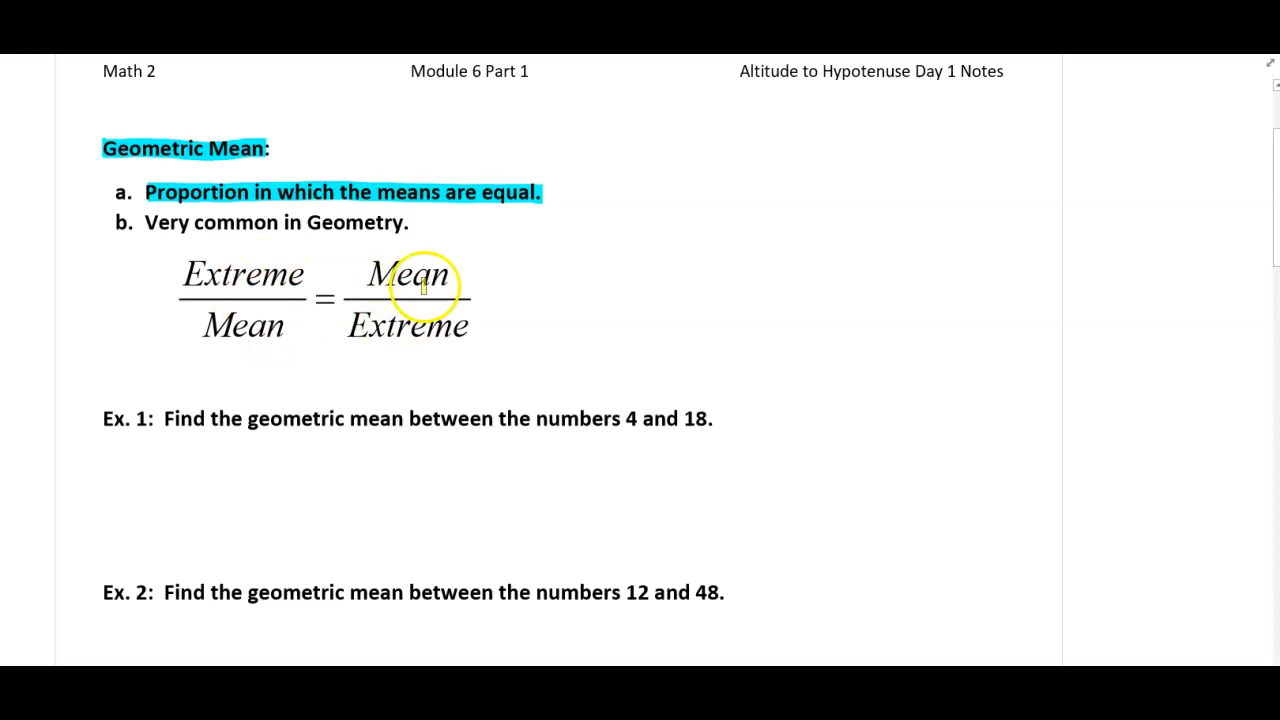 Math 2 Module 6 Part 1 Altitude to Hypotenuse Day 1 Notes
Geometric Mean:
a. Proportion in which the means are equal.
b. Very common in Geometry.
Extreme / Mean = Mean / Extreme
Ex. 1: Find the geometric mean between the numbers 4 and 18.
Ex. 2: Find the geometric mean between the numbers 12 and 48.